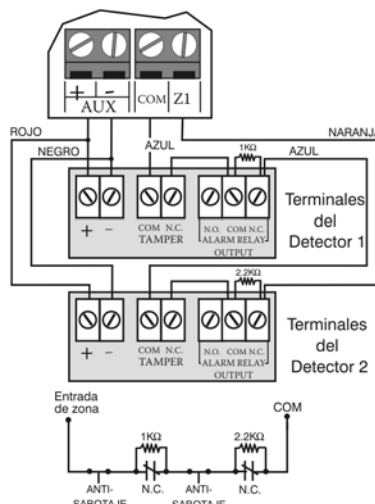 + - COM Z1
AUX
ROJO
NARANJA
AZUL
1KΩ
NEGRO
AZUL
+ - COM N.C. N.O. COM N.C.
TAMPER ALARM RELAY
OUTPUT
Terminales
del
Detector 1
2.2KΩ
+ - COM N.C. N.O. COM N.C.
TAMPER ALARM RELAY
OUTPUT
Terminales
del
Detector 2
Entrada
de zona
COM
1KΩ 2.2KΩ
ANTI- N.C. ANTI- N.C.
SABOTAJE SABOTAJE